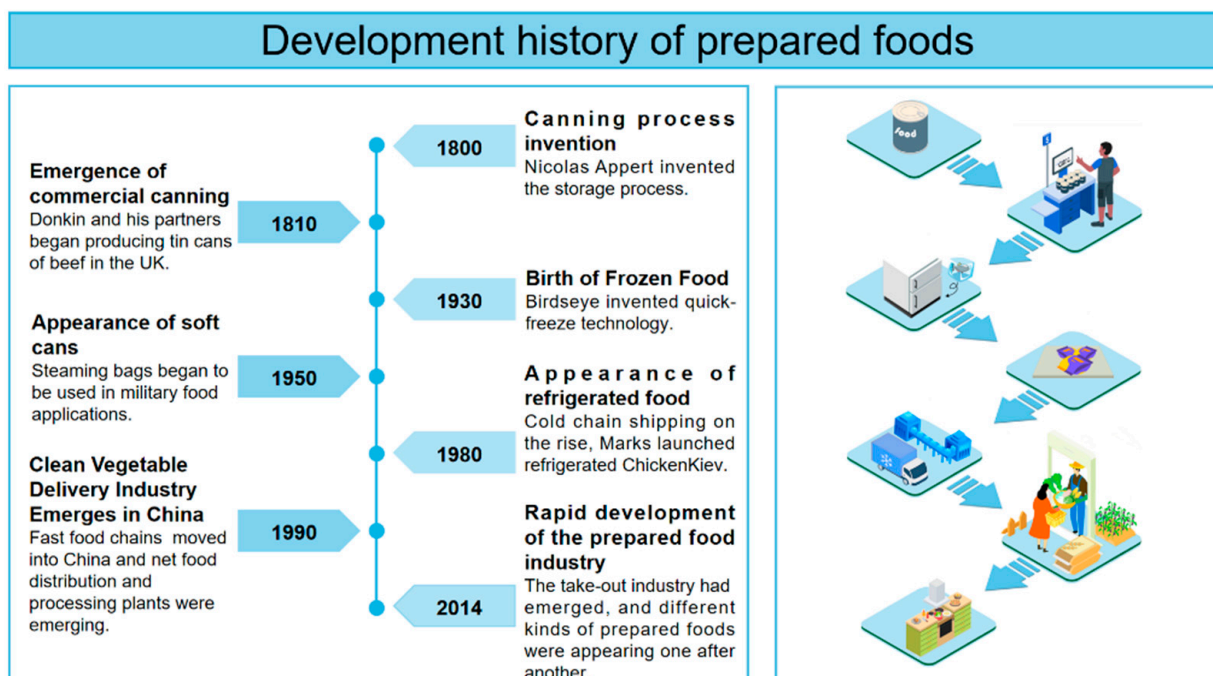 Development history of prepared foods
1800
Canning process
invention
Nicolas Appert invented
the storage process.
Emergence of
commercial canning
Donkin and his partners
began producing tin cans
of beef in the UK.
1810
1930
Birth of Frozen Food
Birdseye invented quick-
freeze technology.
Appearance of soft
cans
Steaming bags began to
be used in military food
applications.
1950
1980
Appearance of
refrigerated food
Cold chain shipping on
the rise, Marks launched
refrigerated ChickenKiev.
Clean Vegetable
Delivery Industry
Emerges in China
Fast food chains moved
into China and net food
distribution and
processing plants were
emerging.
1990
2014
Rapid development
of the prepared food
industry
The take-out industry had
emerged, and different
kinds of prepared foods
were appearing one after
another
food